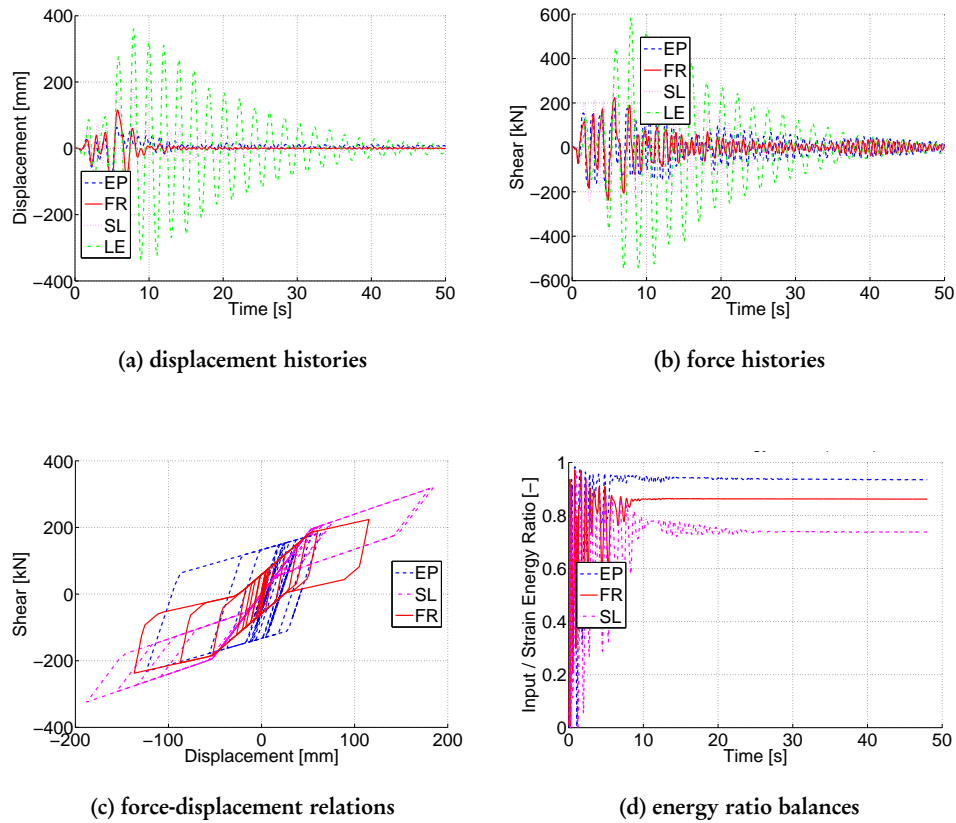 400
200
0
−200
−400
0
10
20
30
40
50
Displacement [mm]
Time [s]
EP
FR
SL
LE
(a) displacement histories
600
400
200
0
−200
−400
−600
0
10
20
30
40
50
Shear [kN]
Time [s]
EP
FR
SL
LE
(b) force histories
400
200
0
−200
−400
−200
−100
0
100
200
Shear [kN]
Displacement [mm]
EP
SL
FR
(c) force-displacement relations
1
0.8
0.6
0.4
0.2
0
0
10
20
30
40
50
Input / Strain Energy Ratio [−]
Time [s]
EP
FR
SL
(d) energy ratio balances